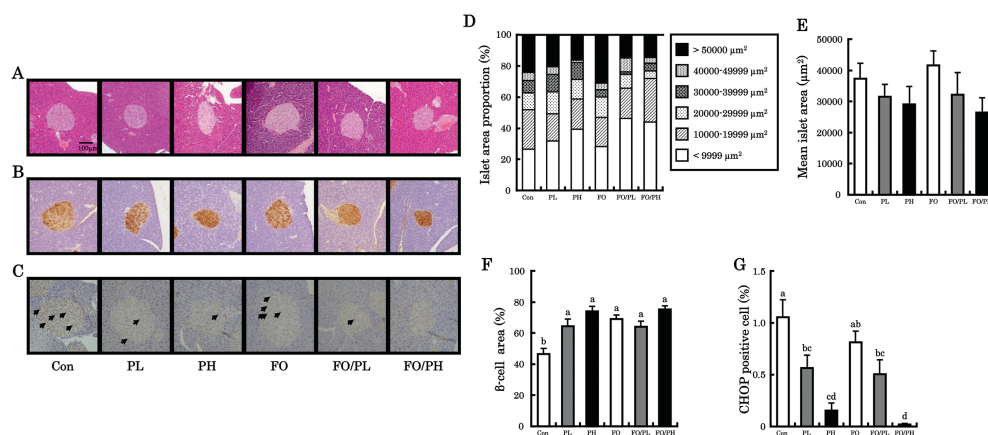 A
100μm
B
C
Con PL PH FO FO/PL FO/PH
D
Islet area proportion (%)
100
80
60
40
20
0
Con PL PH FO FO/PL FO/PH
> 50000 μm²
40000-49999 μm²
30000-39999 μm²
20000-29999 μm²
10000-19999 μm²
< 9999 μm²
E
Mean islet area
(μm²)
50000
40000
30000
20000
10000
0
Con PL PH FO FO/PL FO/PH
F
β-cell area (%)
100
80
60
40
20
0
b a a a a a
Con PL PH FO FO/PL FO/PH
G
CHOP positive cell (%)
1.5
1.0
0.5
0
a bc cd ab bc d
Con PL PH FO FO/PL FO/PH